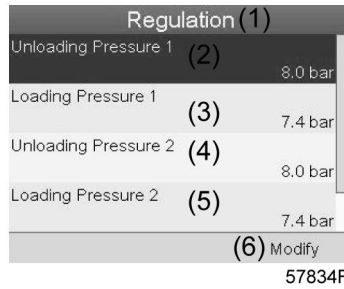 Regulation (1)
Unloading Pressure 1 (2)
8.0 bar
Loading Pressure 1 (3)
7.4 bar
Unloading Pressure 2 (4)
8.0 bar
Loading Pressure 2 (5)
7.4 bar
(6) Modify
57834F